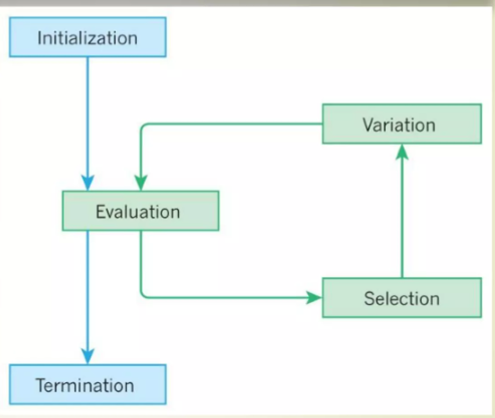 Initialization
Variation
Evaluation
Selection
Termination